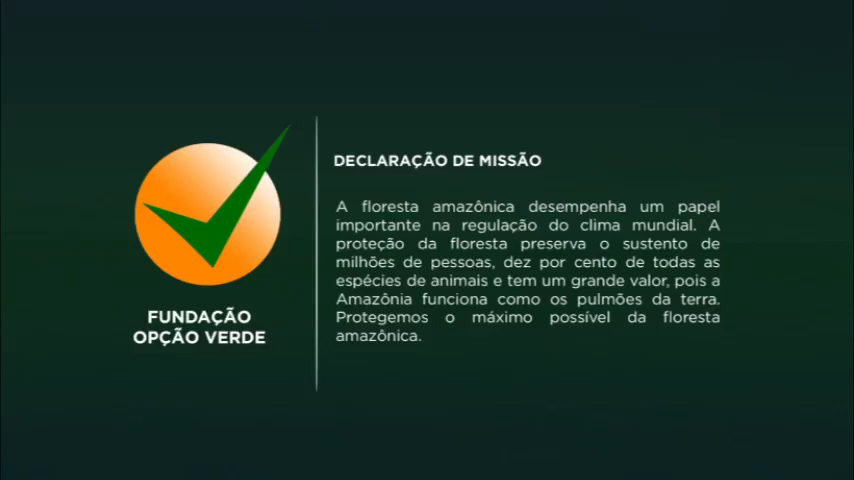 FUNDAÇÃO
OPÇÃO VERDE
DECLARAÇÃO DE MISSÃO
A floresta amazônica desempenha um papel
importante na regulação do clima mundial. A
proteção da floresta preserva o sustento de
milhões de pessoas, dez por cento de todas as
espécies de animais e tem um grande valor, pois a
Amazônia funciona como os pulmões da terra.
Protegemos o máximo possível da floresta
amazônica.